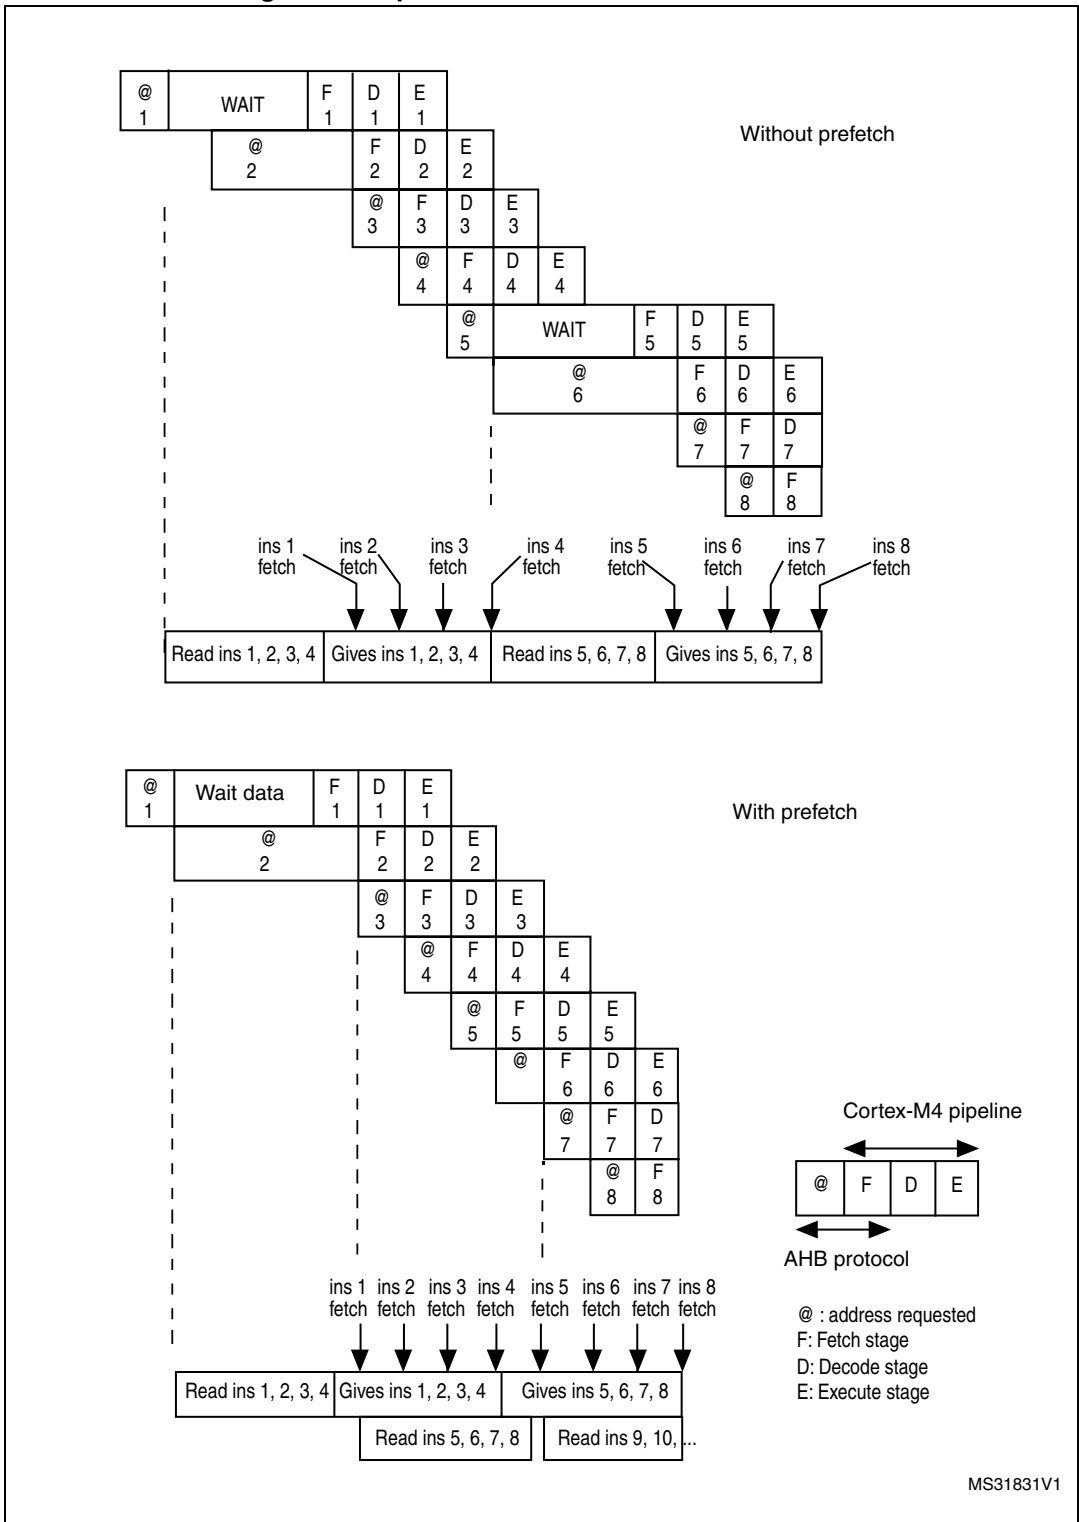 @ WAIT F D E
1 1 1 1
Without prefetch
@ F D E
2 2 2 2
@ F D E
3 3 3 3
@ F D E
4 4 4 4
@ WAIT F D E
5 5 5 5
@ F D E
6 6 6 6
@ F D
7 7 7
@ F
8 8
ins 1 ins 2 ins 3 ins 4 ins 5 ins 6 ins 7 ins 8
fetch fetch fetch fetch fetch fetch fetch fetch
Read ins 1, 2, 3, 4 Gives ins 1, 2, 3, 4 Read ins 5, 6, 7, 8 Gives ins 5, 6, 7, 8
@ Wait data F D E
1 1 1 1
With prefetch
@ F D E
2 2 2 2
@ F D E
3 3 3 3
@ F D E
4 4 4 4
@ F D E
5 5 5 5
@ F D E
6 6 6
@ F D
7 7 7
@ F
8 8
Cortex-M4 pipeline
@ F D E
AHB protocol
ins 1 ins 2 ins 3 ins 4 ins 5 ins 6 ins 7 ins 8
fetch fetch fetch fetch fetch fetch fetch fetch
@ : address requested
F: Fetch stage
D: Decode stage
E: Execute stage
Read ins 1, 2, 3, 4 Gives ins 1, 2, 3, 4 Gives ins 5, 6, 7, 8
Read ins 5, 6, 7, 8 Read ins 9, 10, ...
MS31831V1